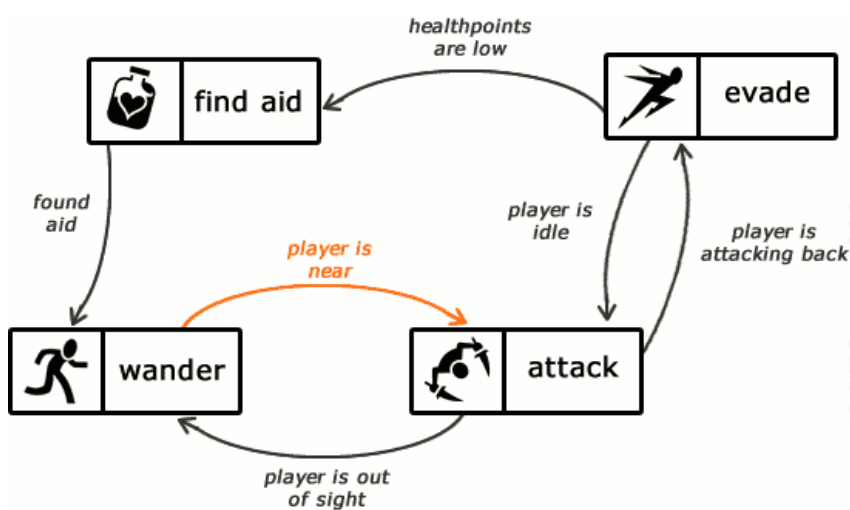 healthpoints
are low
find aid
evade
found
aid
player is
idle
player is
attacking back
player is
near
wander
attack
player is out
of sight